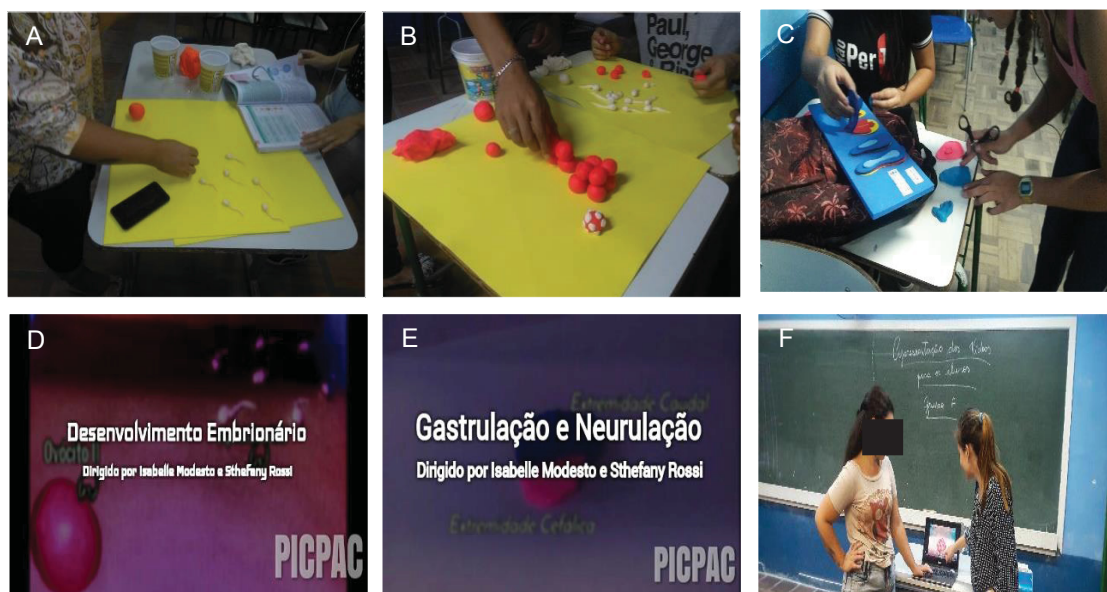 A
B
Paul,
George
C
Per
D
Desenvolvimento Embrionário
Dirigido por Isabelle Modesto e Sthefany Rossi
Ovócito II
PICPAC
E
Extremidade Caudal
Gastrulação e Neurulação
Dirigido por Isabelle Modesto e Sthefany Rossi
Extremidade Cefálica
PICPAC
F
Apresentação dos Vídeos
para os alunos